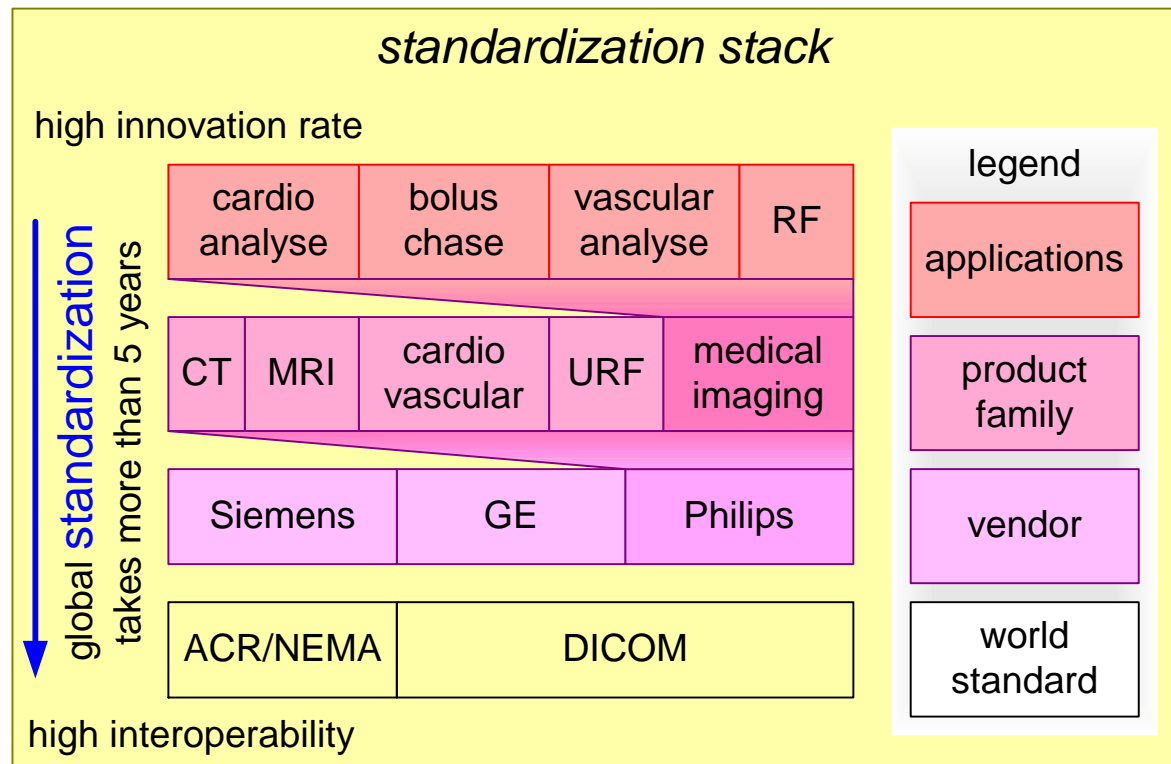 standardization stack
high innovation rate
global standardization
takes more than 5 years
cardio
analyse
bolus
chase
vascular
analyse
RF
CT
MRI
cardio
vascular
URF
medical
imaging
Siemens
GE
Philips
ACR/NEMA
DICOM
high interoperability
legend
applications
product
family
vendor
world
standard